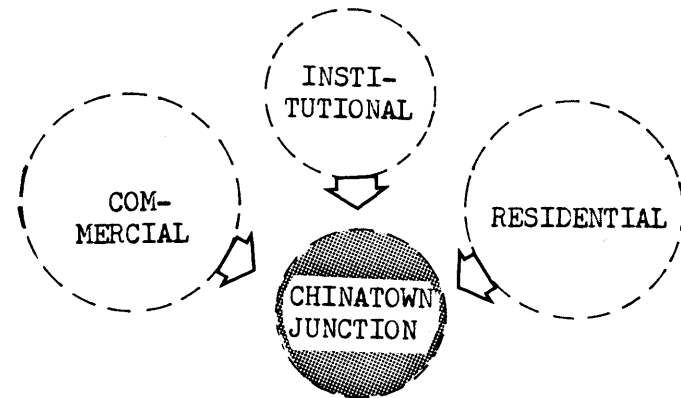 INSTI-
TUTIONAL
COM-
MERCIAL
RESIDENTIAL
CHINATOWN
JUNCTION